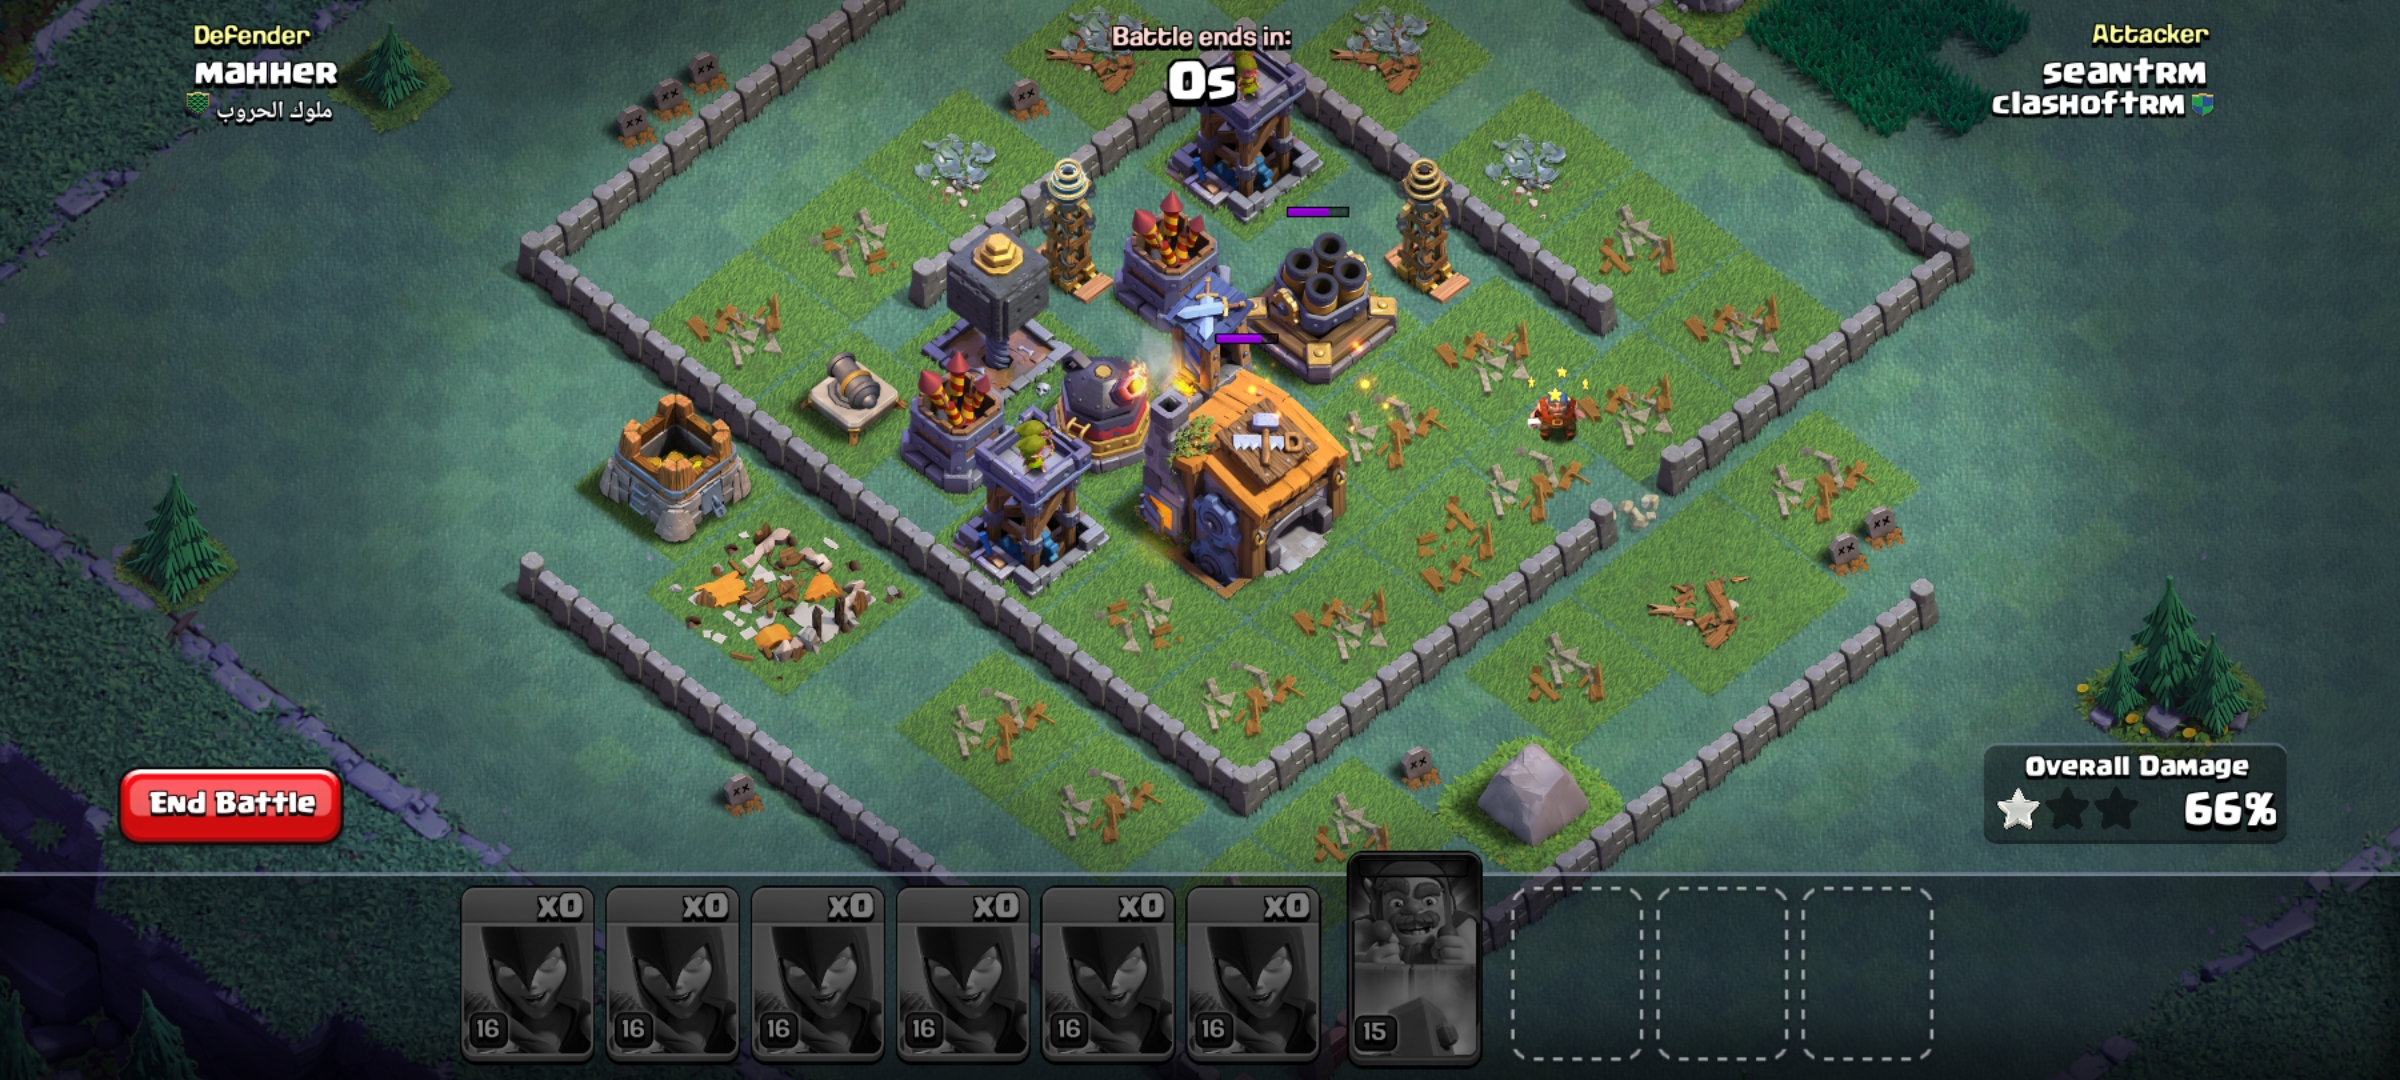 Defender
MAHHER
ملوك الحروب
Battle ends in:
0s
Attacker
seantRM
clashoftRM
End Battle
Overall Damage
66%
x0
x0
x0
x0
x0
x0
16
16
16
16
16
16
15